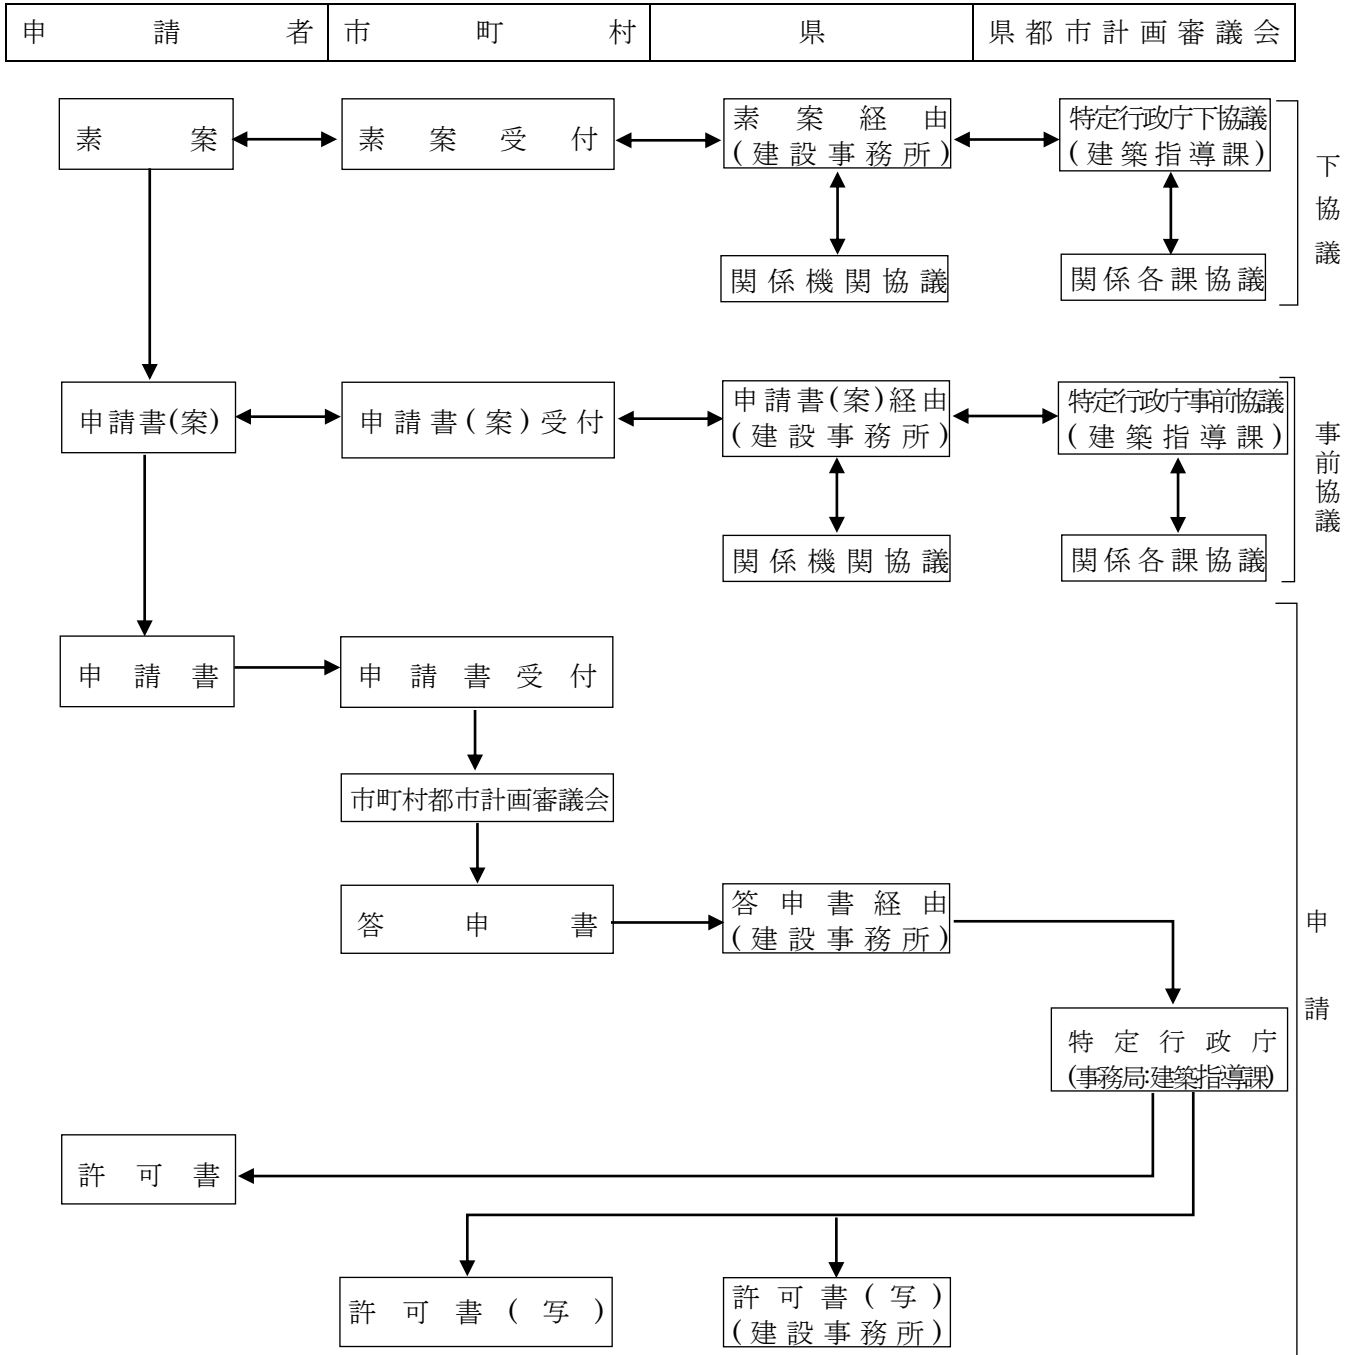 申請者 市町村 県 県都市計画審議会
素案
素案受付
素案経由
(建設事務所)
特定行政庁下協議
(建築指導課)
関係機関協議
関係各課協議
下協議
申請書(案)
申請書(案)受付
申請書(案)経由
(建設事務所)
特定行政庁事前協議
(建築指導課)
関係機関協議
関係各課協議
事前協議
申請書
申請書受付
市町村都市計画審議会
答申書
答申書経由
(建設事務所)
特定行政庁
(事務局:建築指導課)
申請
許可書
許可書(写)
許可書(写)
(建設事務所)